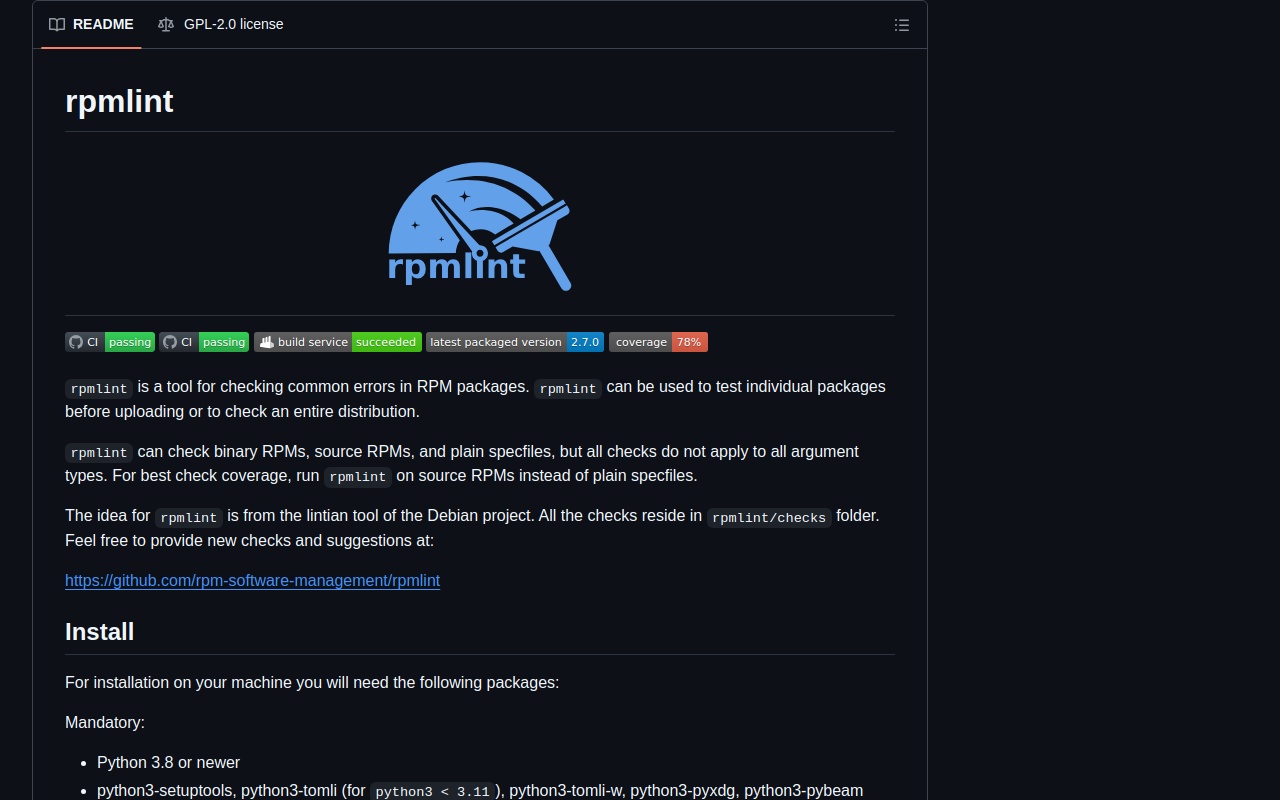 README GPL-2.0 license
rpmlint
rpmlint
CI passing CI passing build service succeeded latest packaged version 2.7.0 coverage 78%
rpmlint is a tool for checking common errors in RPM packages. rpmlint can be used to test individual packages
before uploading or to check an entire distribution.
rpmlint can check binary RPMs, source RPMs, and plain specfiles, but all checks do not apply to all argument
types. For best check coverage, run rpmlint on source RPMs instead of plain specfiles.
The idea for rpmlint is from the lintian tool of the Debian project. All the checks reside in rpmlint/checks folder.
Feel free to provide new checks and suggestions at:
https://github.com/rpm-software-management/rpmlint
Install
For installation on your machine you will need the following packages:
Mandatory:
• Python 3.8 or newer
• python3-setuptools, python3-tomli (for python3 < 3.11), python3-tomli-w, python3-pyxdg, python3-pybeam